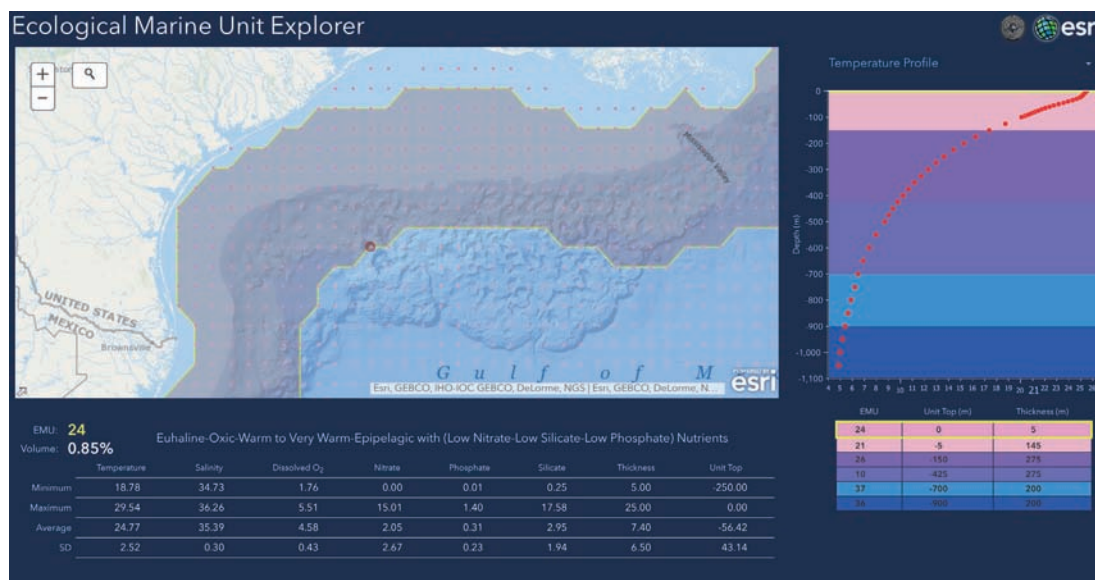 Ecological Marine Unit Explorer
esri
+
−
Mississippi Valley
UNITED STATES
MEXICO
Brownsville
Gulf of M
POWERED BY
esri
Esri, GEBCO, IHO-IOC GEBCO, DeLorme, NGS | Esri, GEBCO, DeLorme, N...
Temperature Profile
Depth (m)
0
-100
-200
-300
-400
-500
-600
-700
-800
-900
-1,000
-1,100
4 5 6 7 8 9 10 11 12 13 14 15 16 17 18 19 20 21 22 23 24 25 26
EMU Unit Top (m) Thickness (m)
24 0 5
21 -5 145
26 -150 275
10 -425 275
37 -700 200
36 -900 200
EMU: 24
Volume: 0.85%
Euhaline-Oxic-Warm to Very Warm-Epipelagic with (Low Nitrate-Low Silicate-Low Phosphate) Nutrients
Temperature Salinity Dissolved O₂ Nitrate Phosphate Silicate Thickness Unit Top
Minimum 18.78 34.73 1.76 0.00 0.01 0.25 5.00 -250.00
Maximum 29.54 36.26 5.51 15.01 1.40 17.58 25.00 0.00
Average 24.77 35.39 4.58 2.05 0.31 2.95 7.40 -56.42
SD 2.52 0.30 0.43 2.67 0.23 1.94 6.50 43.14